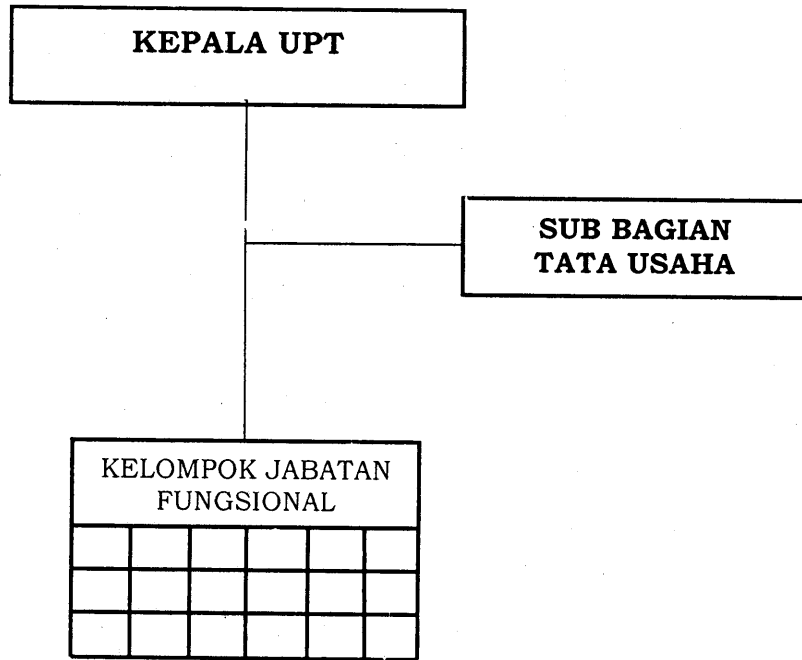 KEPALA UPT
SUB BAGIAN
TATA USAHA
KELOMPOK JABATAN
FUNGSIONAL